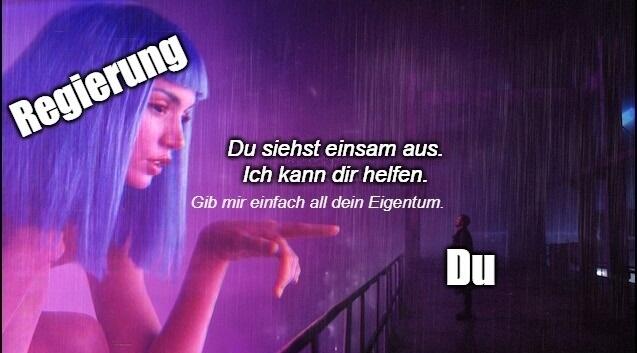 Regierung
Du siehst einsam aus.
Ich kann dir helfen.
Gib mir einfach all dein Eigentum.
Du